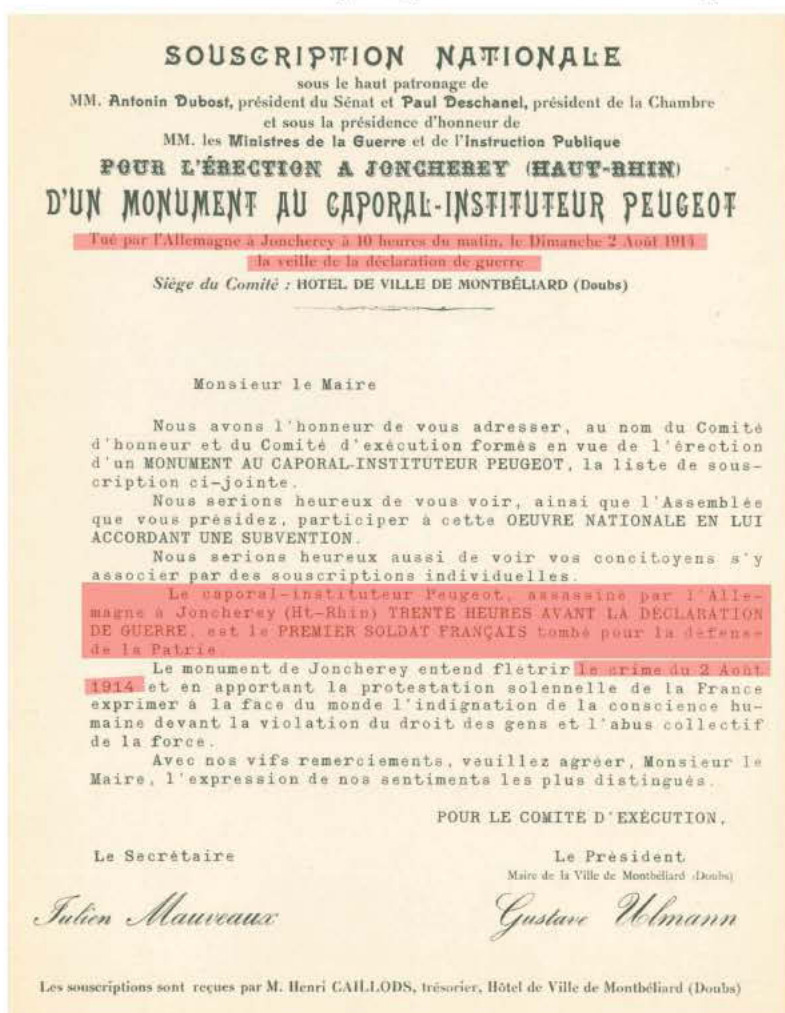 SOUSCRIPTION NATIONALE
sous le haut patronage de
MM. Antonin Dubost, président du Sénat et Paul Deschanel, président de la Chambre
et sous la présidence d'honneur de
MM. les Ministres de la Guerre et de l'Instruction Publique
POUR L'ÉRECTION A JONCHEREY (HAUT-RHIN)
D'UN MONUMENT AU CAPORAL-INSTITUTEUR PEUGEOT
Tué par l'Allemagne à Joncherey à 10 heures du matin, le Dimanche 2 Août 1914
la veille de la déclaration de guerre
Siège du Comité : HOTEL DE VILLE DE MONTBÉLIARD (Doubs)
Monsieur le Maire
Nous avons l'honneur de vous adresser, au nom du Comité
d'honneur et du Comité d'exécution formés en vue de l'érection
d'un MONUMENT AU CAPORAL-INSTITUTEUR PEUGEOT, la liste de sous-
cription ci-jointe.
Nous serions heureux de vous voir, ainsi que l'Assemblée
que vous présidez, participer à cette OEUVRE NATIONALE EN LUI
ACCORDANT UNE SUBVENTION.
Nous serions heureux aussi de voir vos concitoyens s'y
associer par des souscriptions individuelles.
Le caporal-instituteur Peugeot, assassiné par l'Alle-
magne à Joncherey (Ht-Rhin) TRENTE HEURES AVANT LA DÉCLARATION
DE GUERRE, est le PREMIER SOLDAT FRANÇAIS tombé pour la défense
de la Patrie
Le monument de Joncherey entend flétrir le crime du 2 Août
1914 et en apportant la protestation solennelle de la France
exprimer à la face du monde l'indignation de la conscience hu-
maine devant la violation du droit des gens et l'abus collectif
de la force.
Avec nos vifs remerciements, veuillez agréer, Monsieur le
Maire, l'expression de nos sentiments les plus distingués.
POUR LE COMITÉ D'EXÉCUTION,
Le Secrétaire
Le Président
Maire de la Ville de Montbéliard (Doubs)
Julien Mauveaux
Gustave Ulmann
Les souscriptions sont reçues par M. Henri CAILLODS, trésorier, Hôtel de Ville de Montbéliard (Doubs)